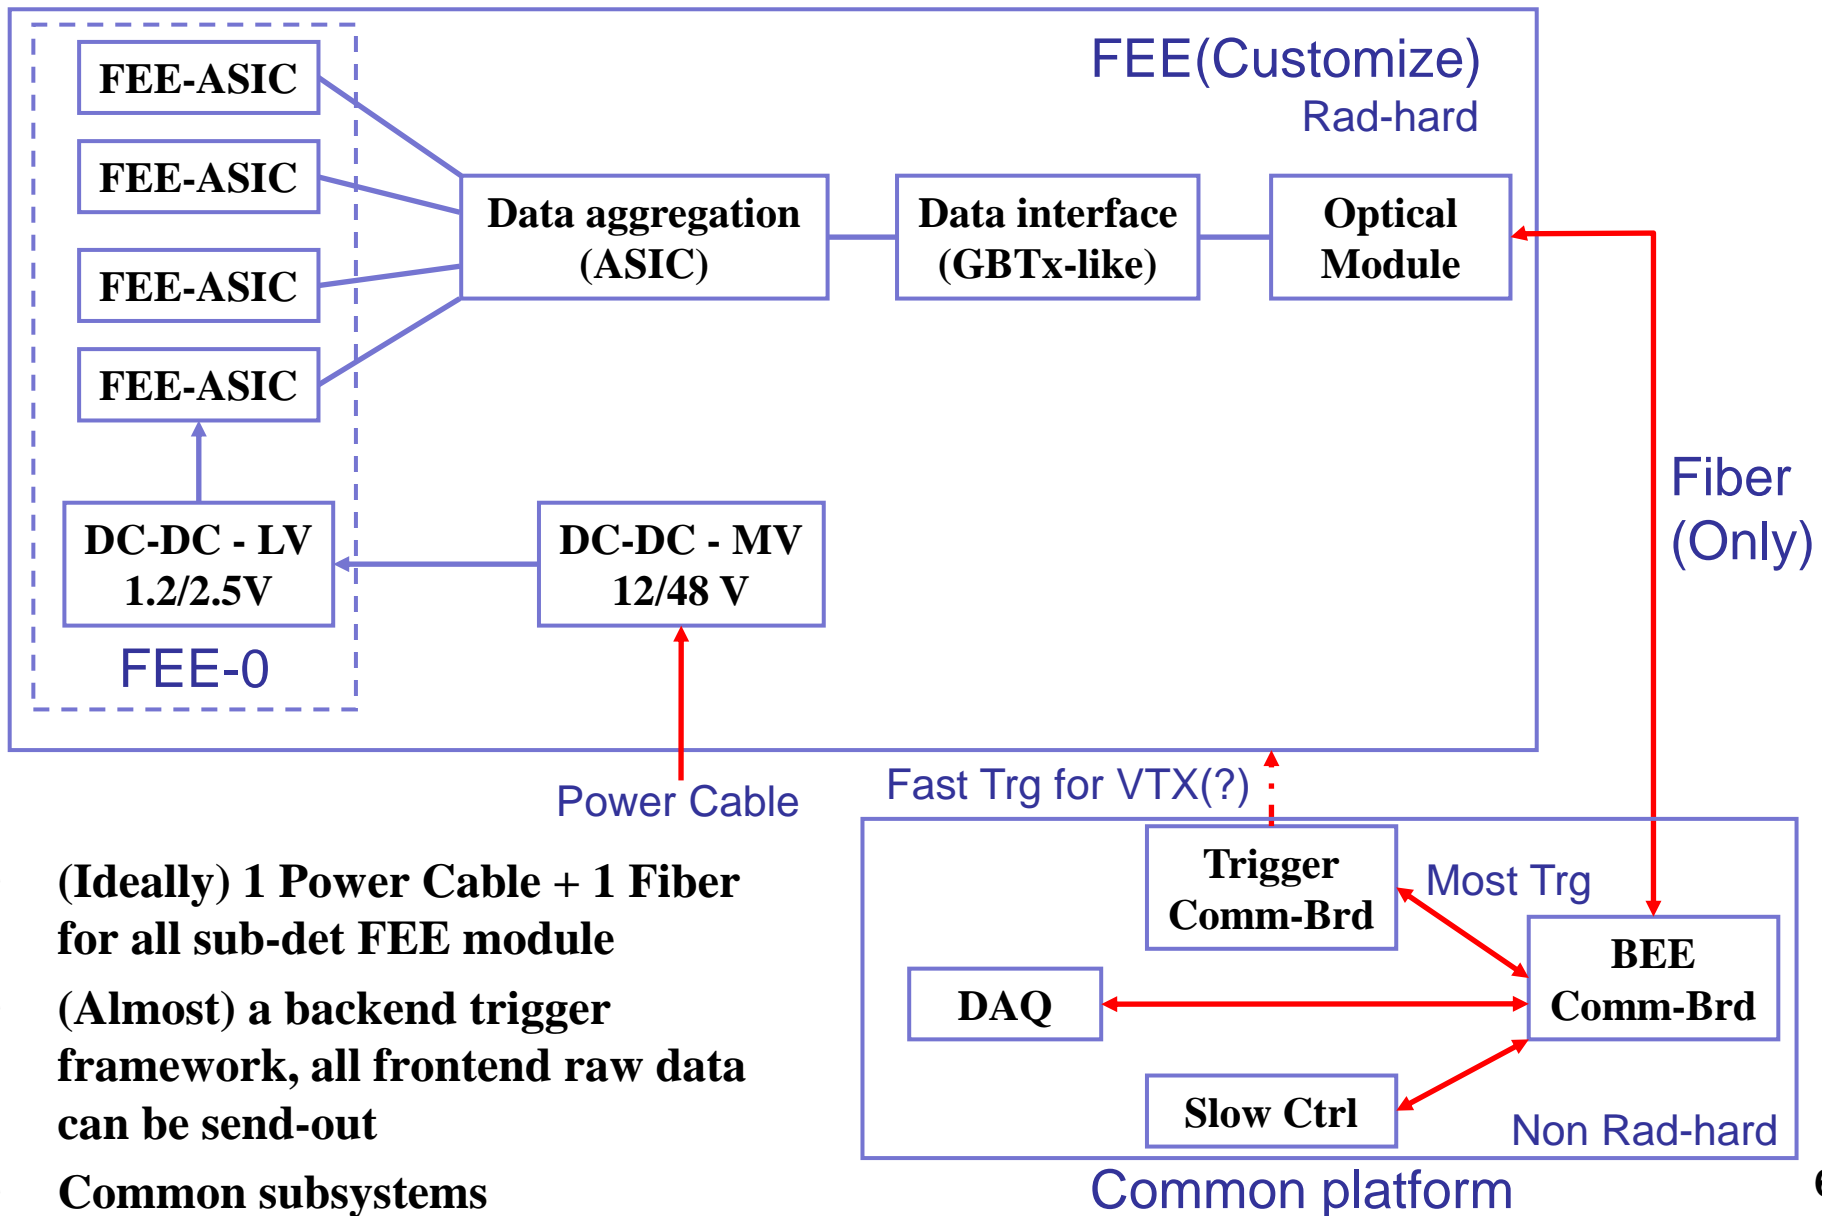 FEE(Customize)
Rad-hard
FEE-ASIC
FEE-ASIC
FEE-ASIC
FEE-ASIC
Data aggregation
(ASIC)
Data interface
(GBTx-like)
Optical
Module
Fiber
(Only)
DC-DC - LV
1.2/2.5V
DC-DC - MV
12/48 V
FEE-0
Power Cable
Fast Trg for VTX(?)
Trigger
Comm-Brd
Most Trg
BEE
Comm-Brd
DAQ
Slow Ctrl
Non Rad-hard
Common platform
(Ideally) 1 Power Cable + 1 Fiber
for all sub-det FEE module
(Almost) a backend trigger
framework, all frontend raw data
can be send-out
Common subsystems